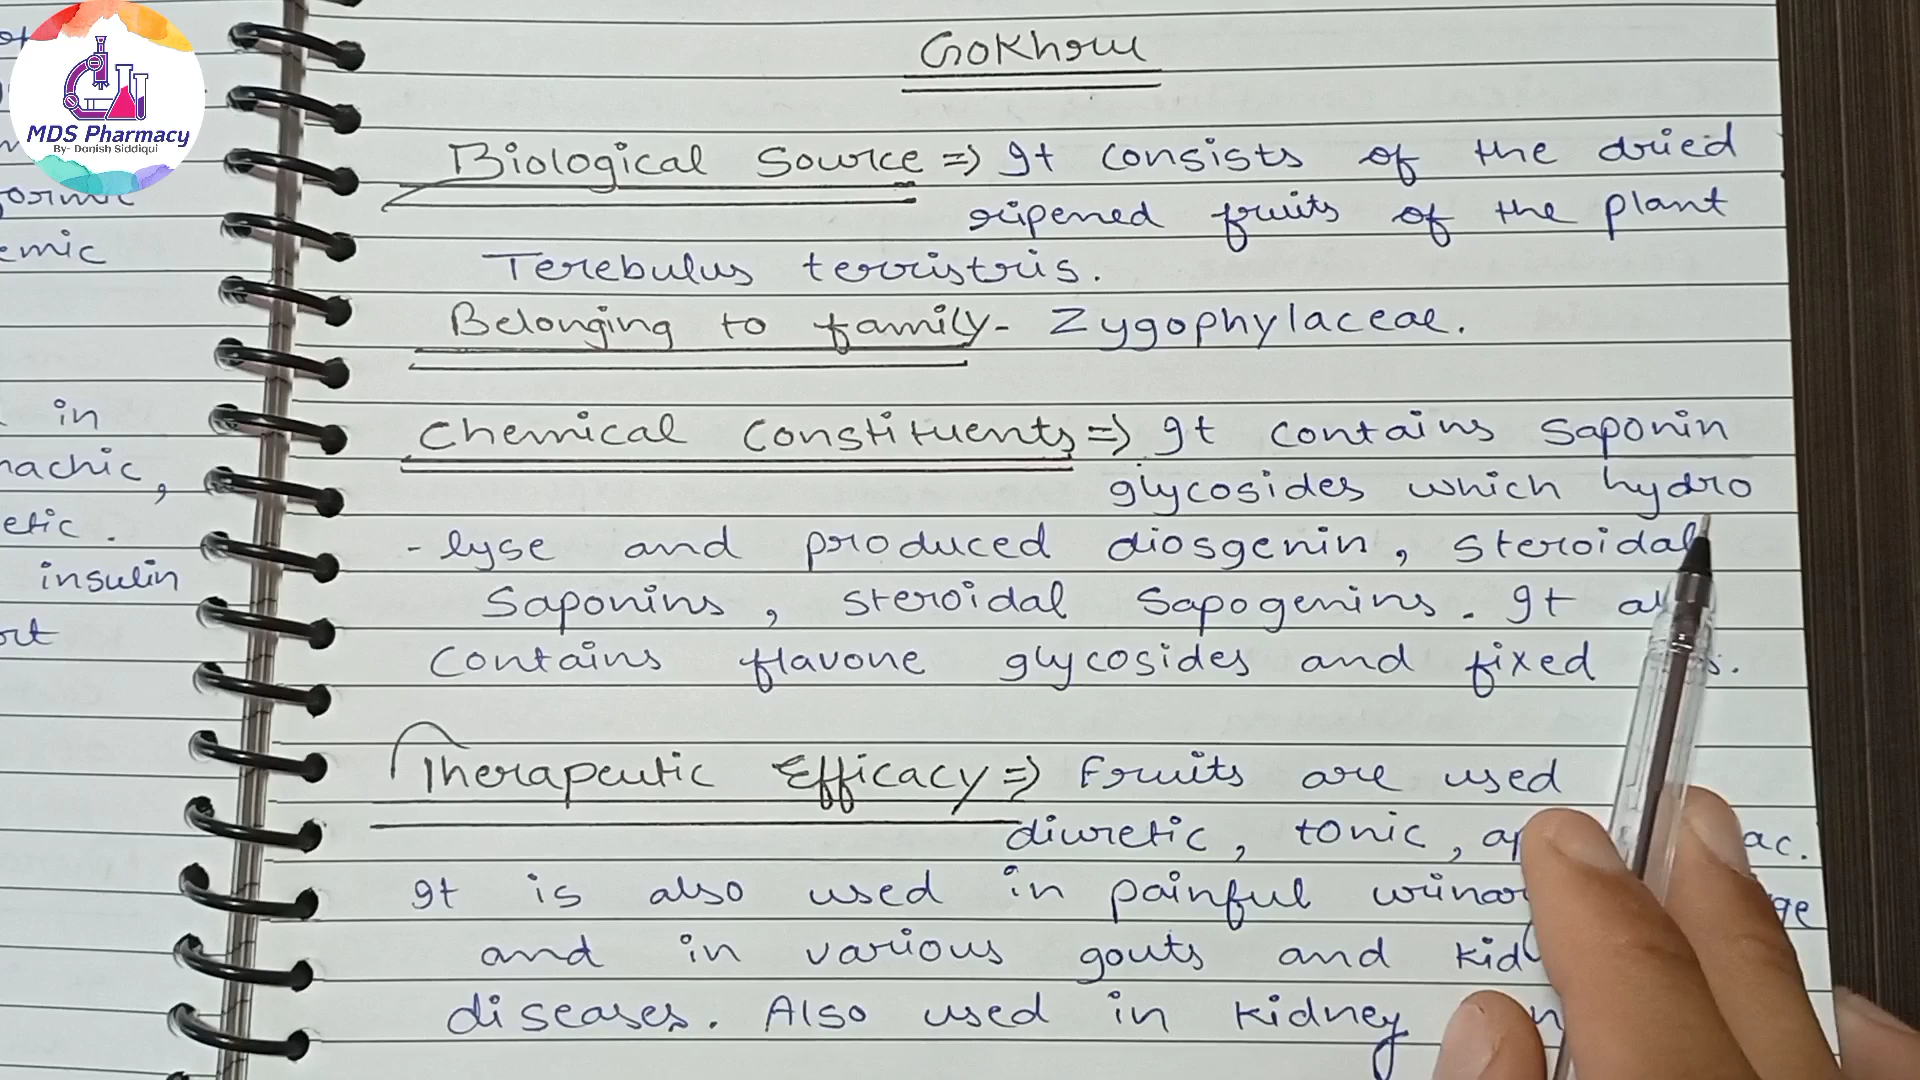 MDS Pharmacy
By- Danish Siddiqui
emic
in
nachic,
etic.
insulin
Gokhru
Biological Source => It consists of the dried
ripened fruits of the plant
Terebulus terristris.
Belonging to family- Zygophylaceae.
Chemical Constituents => It contains Saponin
glycosides which hydro
-lyse and produced diosgenin, steroidal
Saponins, steroidal Sapogenins. It
Contains flavone glycosides and fixed
Therapeutic Efficacy => Fruits are used
diuretic, tonic,
It is also used in painful
and in various gouts and
diseases. Also used in kidney